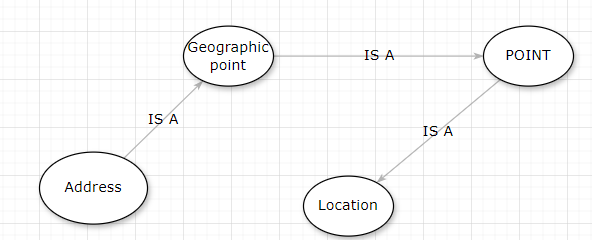 Geographic
point
IS A
POINT
IS A
IS A
Address
Location